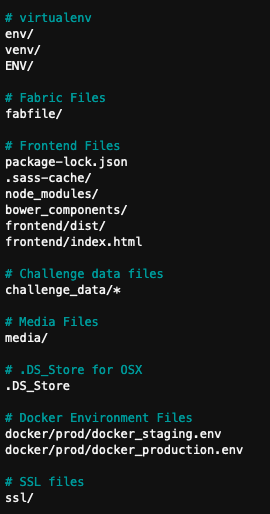 # virtualenv
env/
venv/
ENV/
# Fabric Files
fabfile/
# Frontend Files
package-lock.json
.sass-cache/
node_modules/
bower_components/
frontend/dist/
frontend/index.html
# Challenge data files
challenge_data/*
# Media Files
media/
# .DS_Store for OSX
.DS_Store
# Docker Environment Files
docker/prod/docker_staging.env
docker/prod/docker_production.env
# SSL files
ssl/